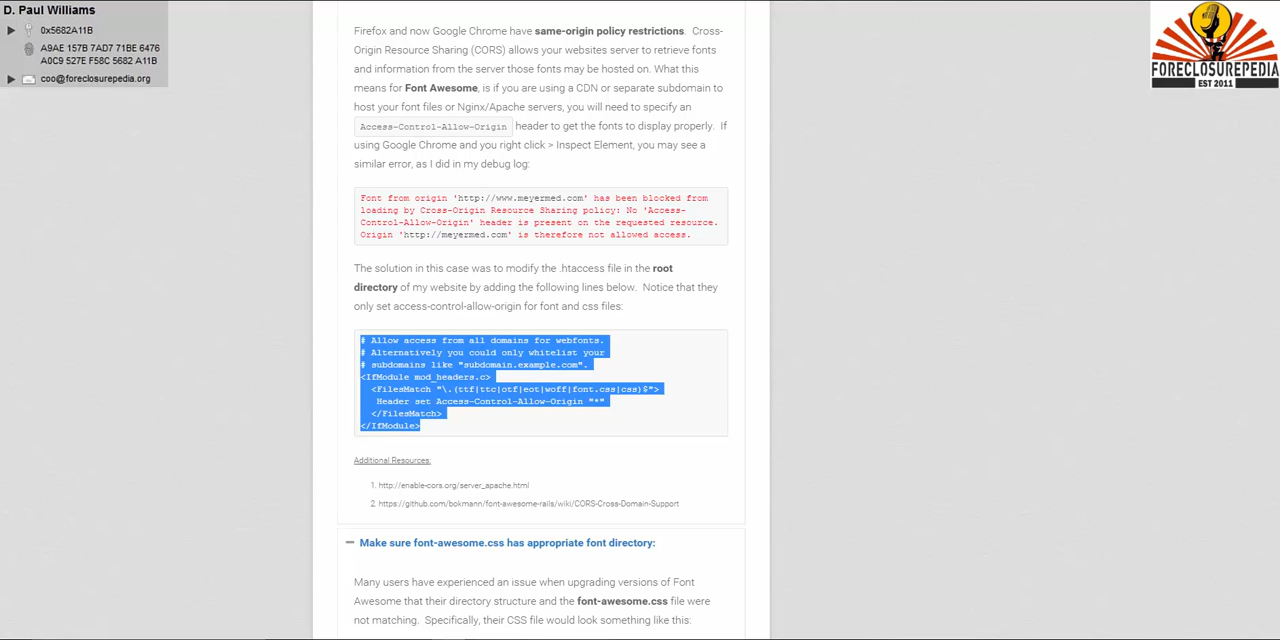 D. Paul Williams
0x5682A11B
A9AE 157B 7AD7 71BE 6476
A0C9 527E F58C 5682 A11B
coo@foreclosurepedia.org
FORECLOSUREPEDIA
EST 2011
Firefox and now Google Chrome have same-origin policy restrictions. Cross-
Origin Resource Sharing (CORS) allows your websites server to retrieve fonts
and information from the server those fonts may be hosted on. What this
means for Font Awesome, is if you are using a CDN or separate subdomain to
host your font files or Nginx/Apache servers, you will need to specify an
Access-Control-Allow-Origin header to get the fonts to display properly. If
using Google Chrome and you right click > Inspect Element, you may see a
similar error, as I did in my debug log:
Font from origin 'http://www.meyermed.com' has been blocked from
loading by Cross-Origin Resource Sharing policy: No 'Access-
Control-Allow-Origin' header is present on the requested resource.
Origin 'http://meyermed.com' is therefore not allowed access.
The solution in this case was to modify the .htaccess file in the root
directory of my website by adding the following lines below. Notice that they
only set access-control-allow-origin for font and css files:
# Allow access from all domains for webfonts.
# Alternatively you could only whitelist your
# subdomains like "subdomain.example.com".
<IfModule mod_headers.c>
<FilesMatch "\.(ttf|ttc|otf|eot|woff|font.css|css)$">
Header set Access-Control-Allow-Origin "*"
</FilesMatch>
</IfModule>
Additional Resources:
1. http://enable-cors.org/server_apache.html
2. https://github.com/bokmann/font-awesome-rails/wiki/CORS-Cross-Domain-Support
Make sure font-awesome.css has appropriate font directory:
Many users have experienced an issue when upgrading versions of Font
Awesome that their directory structure and the font-awesome.css file were
not matching. Specifically, their CSS file would look something like this: